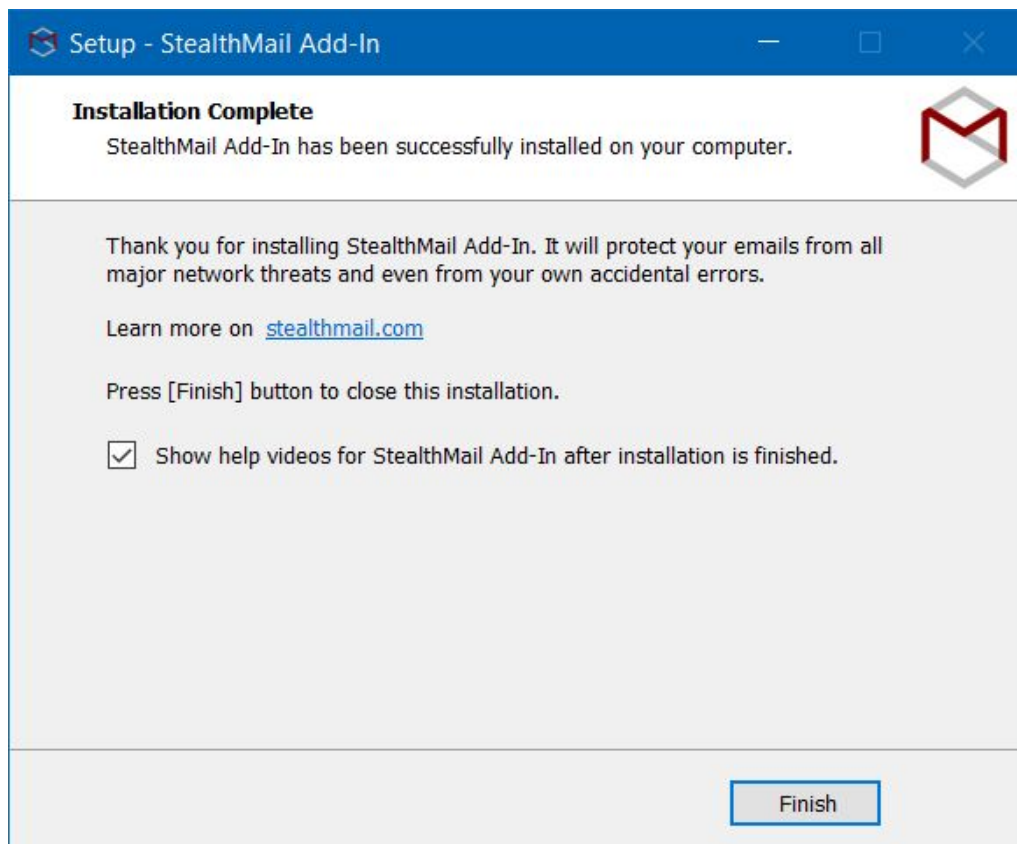 Setup - StealthMail Add-In
Installation Complete
StealthMail Add-In has been successfully installed on your computer.
Thank you for installing StealthMail Add-In. It will protect your emails from all
major network threats and even from your own accidental errors.
Learn more on stealthmail.com
Press [Finish] button to close this installation.
Show help videos for StealthMail Add-In after installation is finished.
Finish